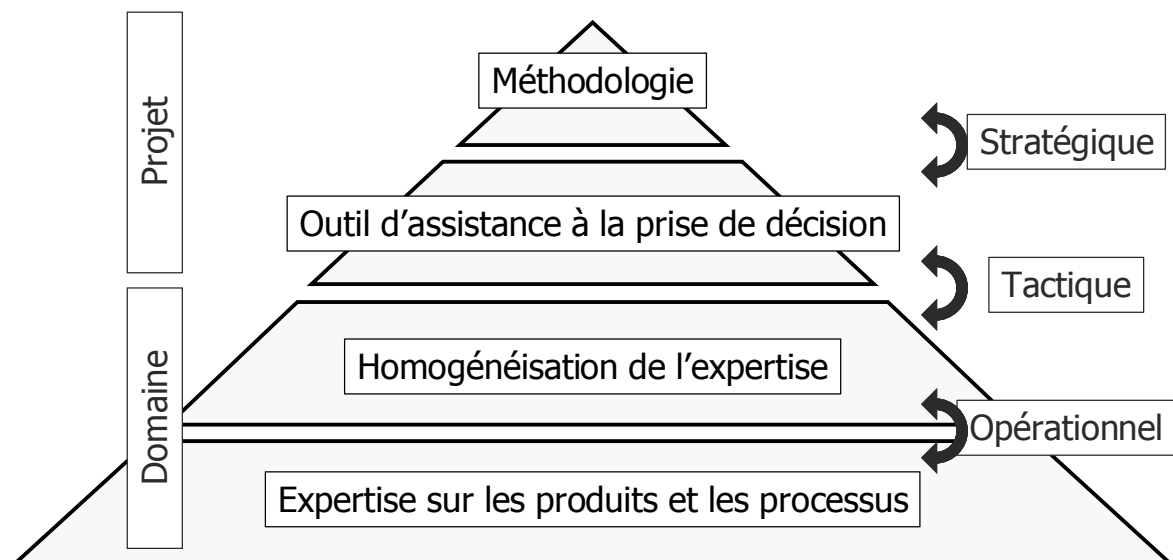 Projet
Méthodologie
Stratégique
Outil d’assistance à la prise de décision
Tactique
Domaine
Homogénéisation de l’expertise
Opérationnel
Expertise sur les produits et les processus